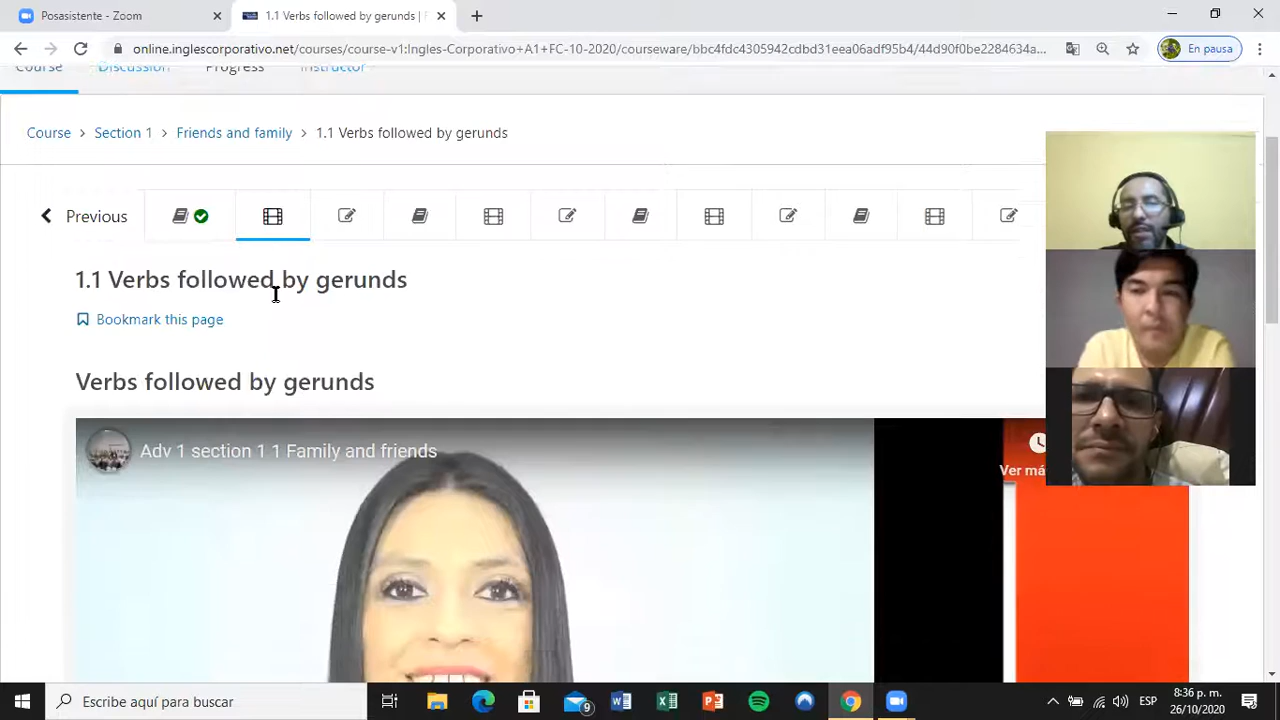 Posasistente - Zoom
1.1 Verbs followed by gerunds | F
online.inglescorporativo.net/courses/course-v1:Ingles-Corporativo+A1+FC-10-2020/courseware/bbc4fdc4305942cdbd31eea06adf95b4/44d90f0be2284634a...
En pausa
Course
Discussion
Progress
Instructor
Course > Section 1 > Friends and family > 1.1 Verbs followed by gerunds
Previous
1.1 Verbs followed by gerunds
Bookmark this page
Verbs followed by gerunds
Adv 1 section 1 1 Family and friends
Ver má
Escribe aquí para buscar
9
ESP
8:36 p. m.
26/10/2020